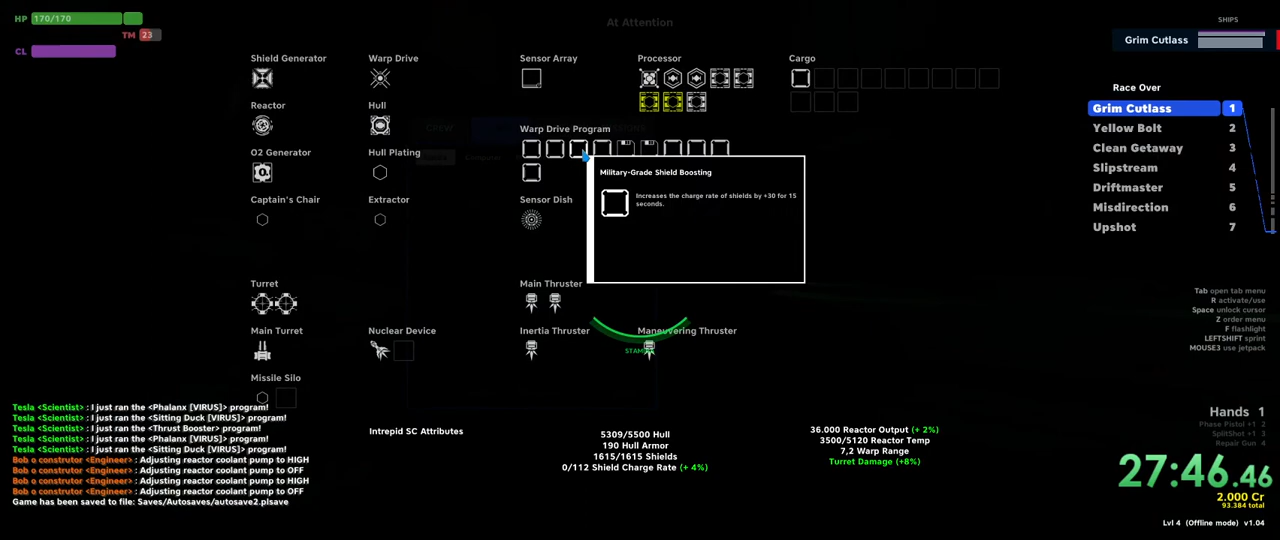 HP 170/170
TM 23
CL
At Attention
SHIPS
Grim Cutlass
Shield Generator
Warp Drive
Sensor Array
Processor
Cargo
Reactor
Hull
Warp Drive Program
O2 Generator
Hull Plating
Captain's Chair
Extractor
Sensor Dish
Military-Grade Shield Boosting
Increases the charge rate of shields by +30 for 15
seconds.
Turret
Main Thruster
Main Turret
Nuclear Device
Inertia Thruster
Maneuvering Thruster
Missile Silo
Race Over
Grim Cutlass 1
Yellow Bolt 2
Clean Getaway 3
Slipstream 4
Driftmaster 5
Misdirection 6
Upshot 7
Tab open tab menu
R activate/use
Space unlock cursor
Z order menu
F flashlight
LEFTSHIFT sprint
MOUSE3 use jetpack
Tesla <Scientist> : I just ran the <Phalanx [VIRUS]> program!
Tesla <Scientist> : I just ran the <Sitting Duck [VIRUS]> program!
Tesla <Scientist> : I just ran the <Thrust Booster> program!
Tesla <Scientist> : I just ran the <Phalanx [VIRUS]> program!
Tesla <Scientist> : I just ran the <Sitting Duck [VIRUS]> program!
Bob o construtor <Engineer> : Adjusting reactor coolant pump to HIGH
Bob o construtor <Engineer> : Adjusting reactor coolant pump to OFF
Bob o construtor <Engineer> : Adjusting reactor coolant pump to HIGH
Bob o construtor <Engineer> : Adjusting reactor coolant pump to OFF
Game has been saved to file: Saves/Autosaves/autosave2.plsave
Intrepid SC Attributes
5309/5500 Hull
190 Hull Armor
1615/1615 Shields
0/112 Shield Charge Rate (+ 4%)
36.000 Reactor Output (+ 2%)
3500/5120 Reactor Temp
7,2 Warp Range
Turret Damage (+8%)
Hands 1
Phase Pistol +1 2
SplitShot +1 3
Repair Gun 4
27:46.46
2.000 Cr
93.384 total
Lvl 4 (Offline mode) v1.04